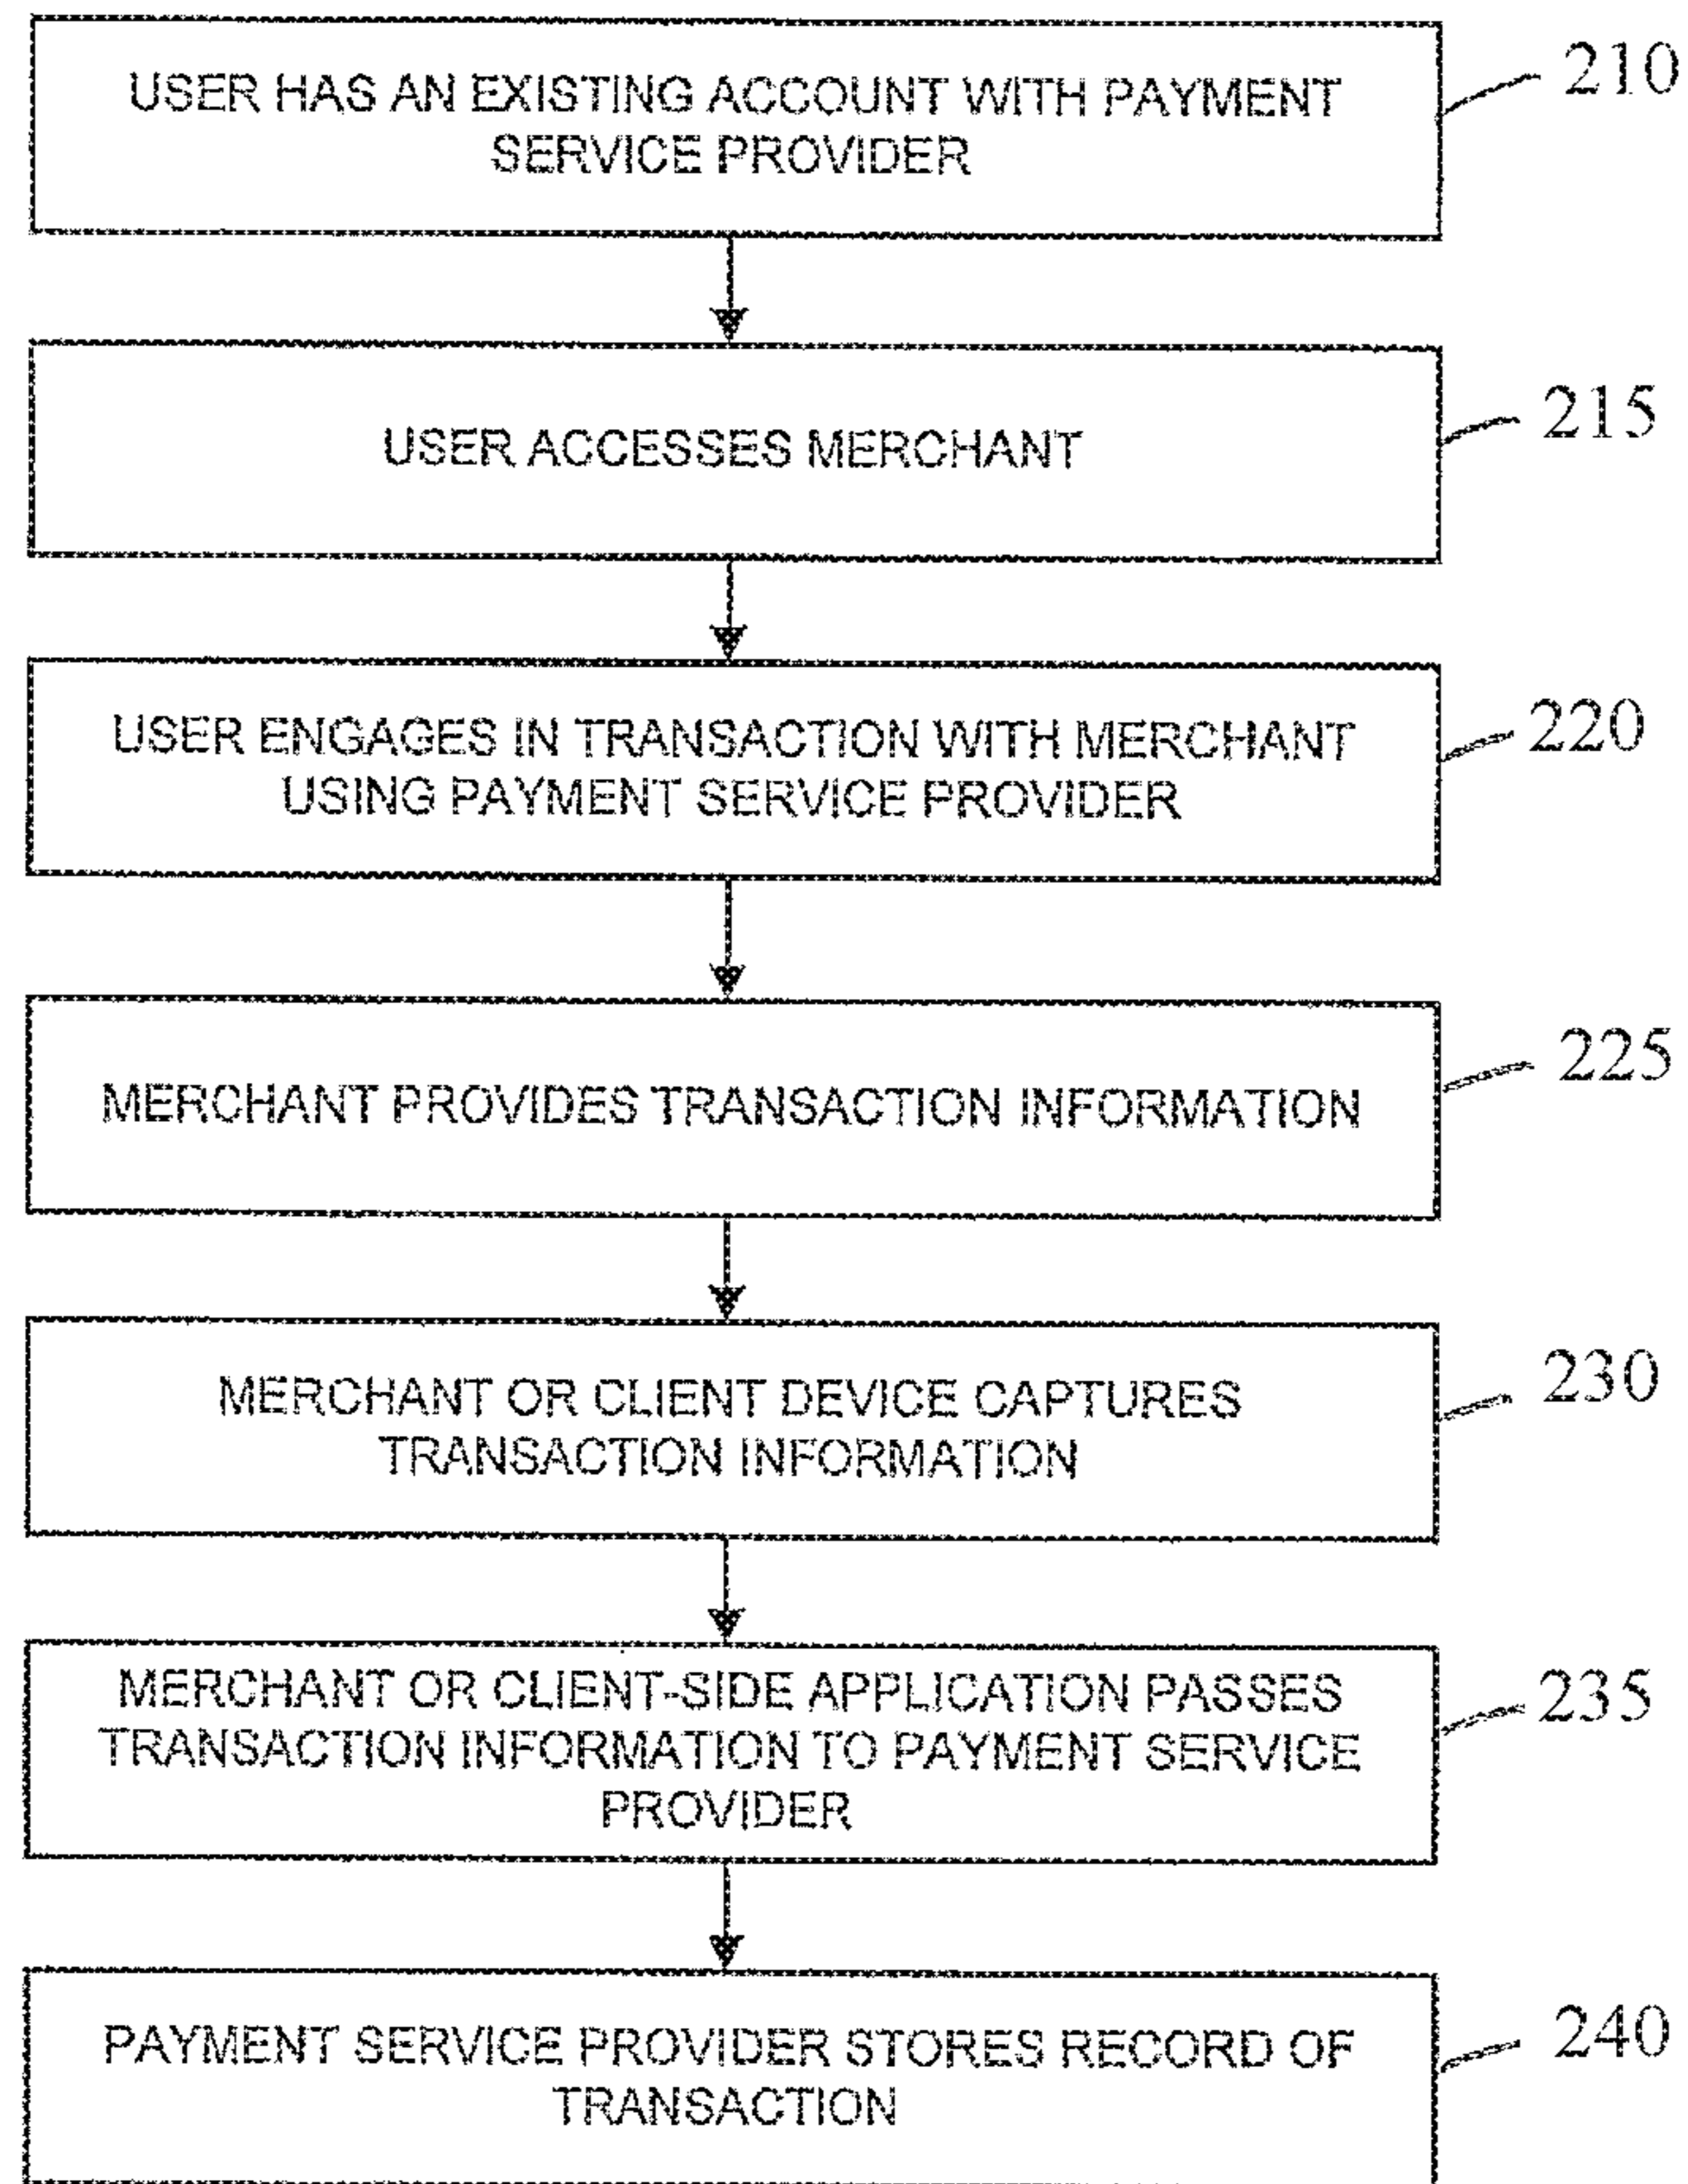 USER HAS AN EXISTING ACCOUNT WITH PAYMENT
SERVICE PROVIDER
210
USER ACCESSES MERCHANT
215
USER ENGAGES IN TRANSACTION WITH MERCHANT
USING PAYMENT SERVICE PROVIDER
220
MERCHANT PROVIDES TRANSACTION INFORMATION
225
MERCHANT OR CLIENT DEVICE CAPTURES
TRANSACTION INFORMATION
230
MERCHANT OR CLIENT-SIDE APPLICATION PASSES
TRANSACTION INFORMATION TO PAYMENT SERVICE
PROVIDER
235
PAYMENT SERVICE PROVIDER STORES RECORD OF
TRANSACTION
240